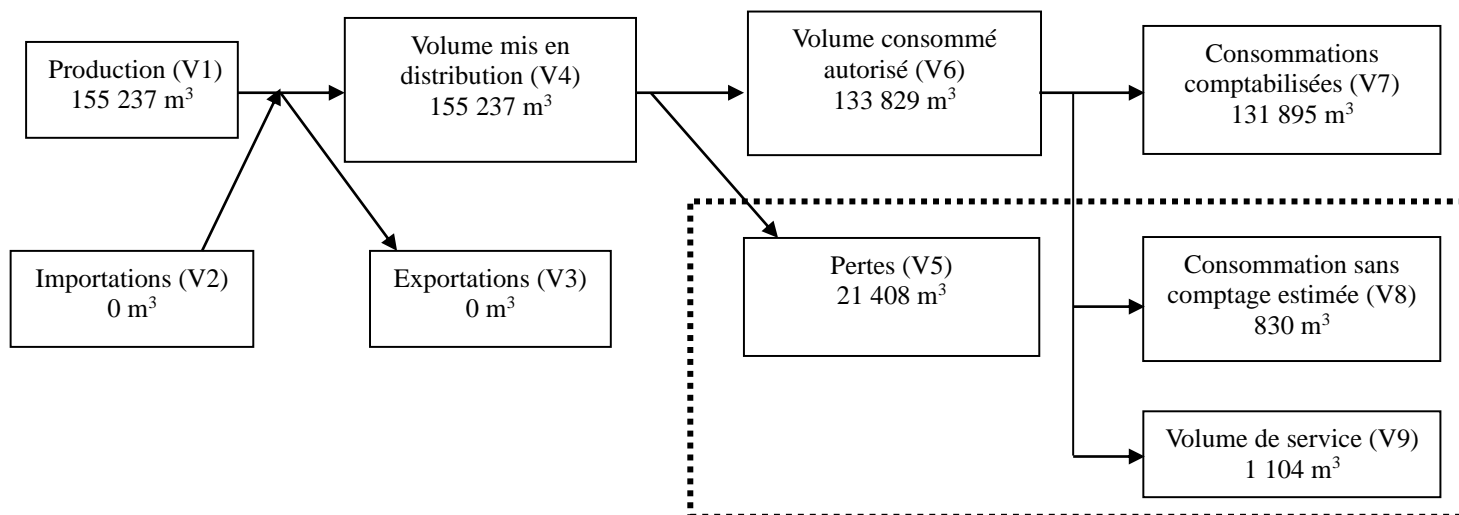 Production (V1)
155 237 m³
Volume mis en
distribution (V4)
155 237 m³
Volume consommé
autorisé (V6)
133 829 m³
Consommations
comptabilisées (V7)
131 895 m³
Importations (V2)
0 m³
Exportations (V3)
0 m³
Pertes (V5)
21 408 m³
Consommation sans
comptage estimée (V8)
830 m³
Volume de service (V9)
1 104 m³